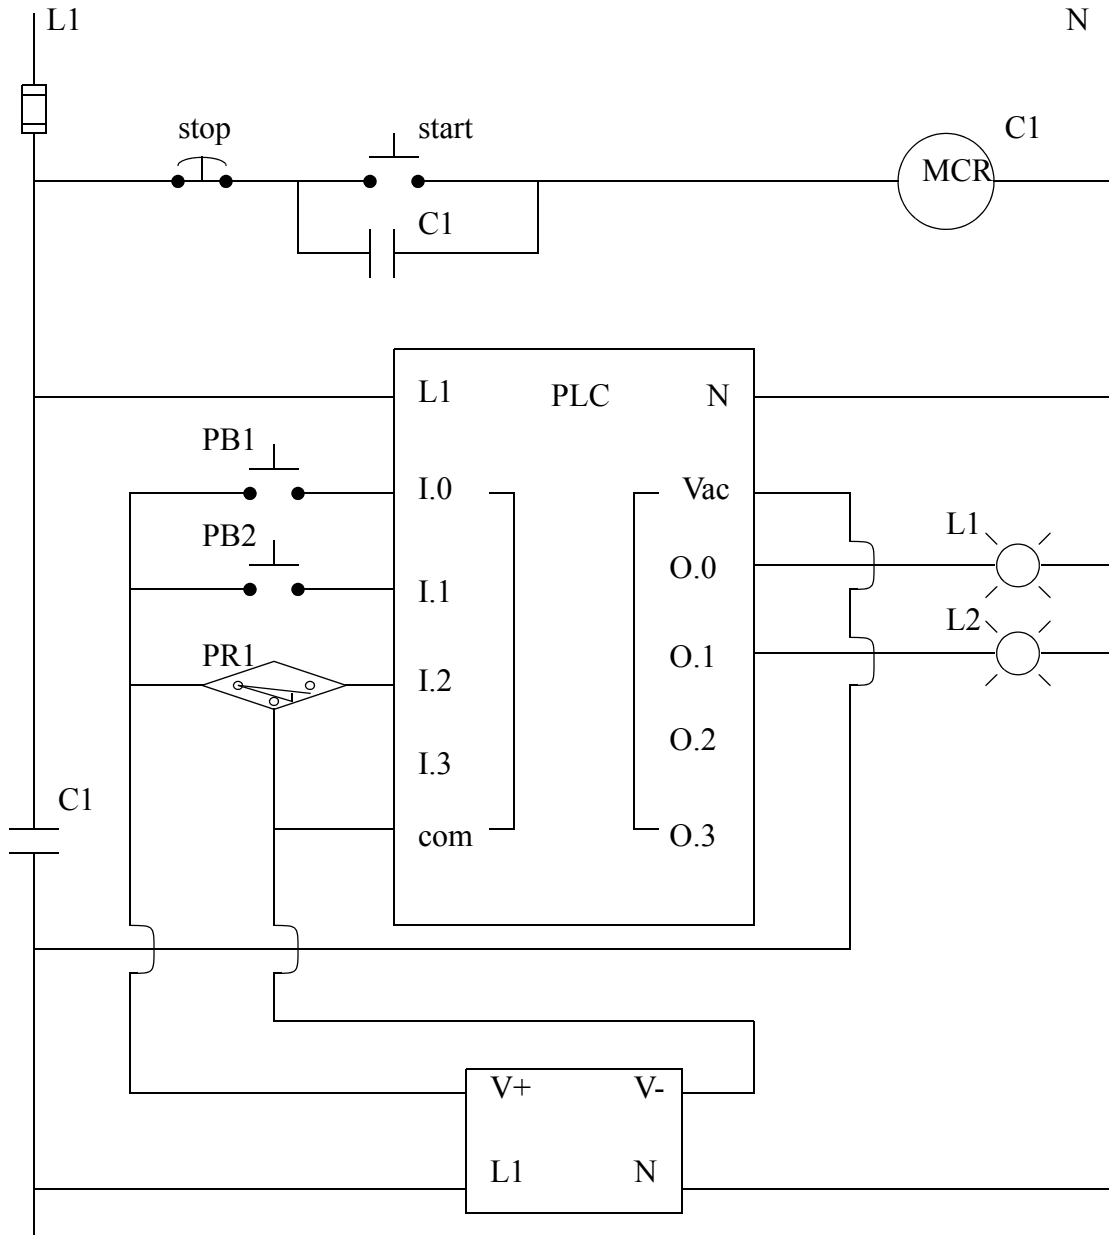 L1 N
stop start C1
MCR
C1
L1 PLC N
PB1
I.0 Vac
L1
PB2
O.0
I.1
L2
PR1
I.2 O.1
I.3 O.2
C1
com O.3
V+ V-
L1 N